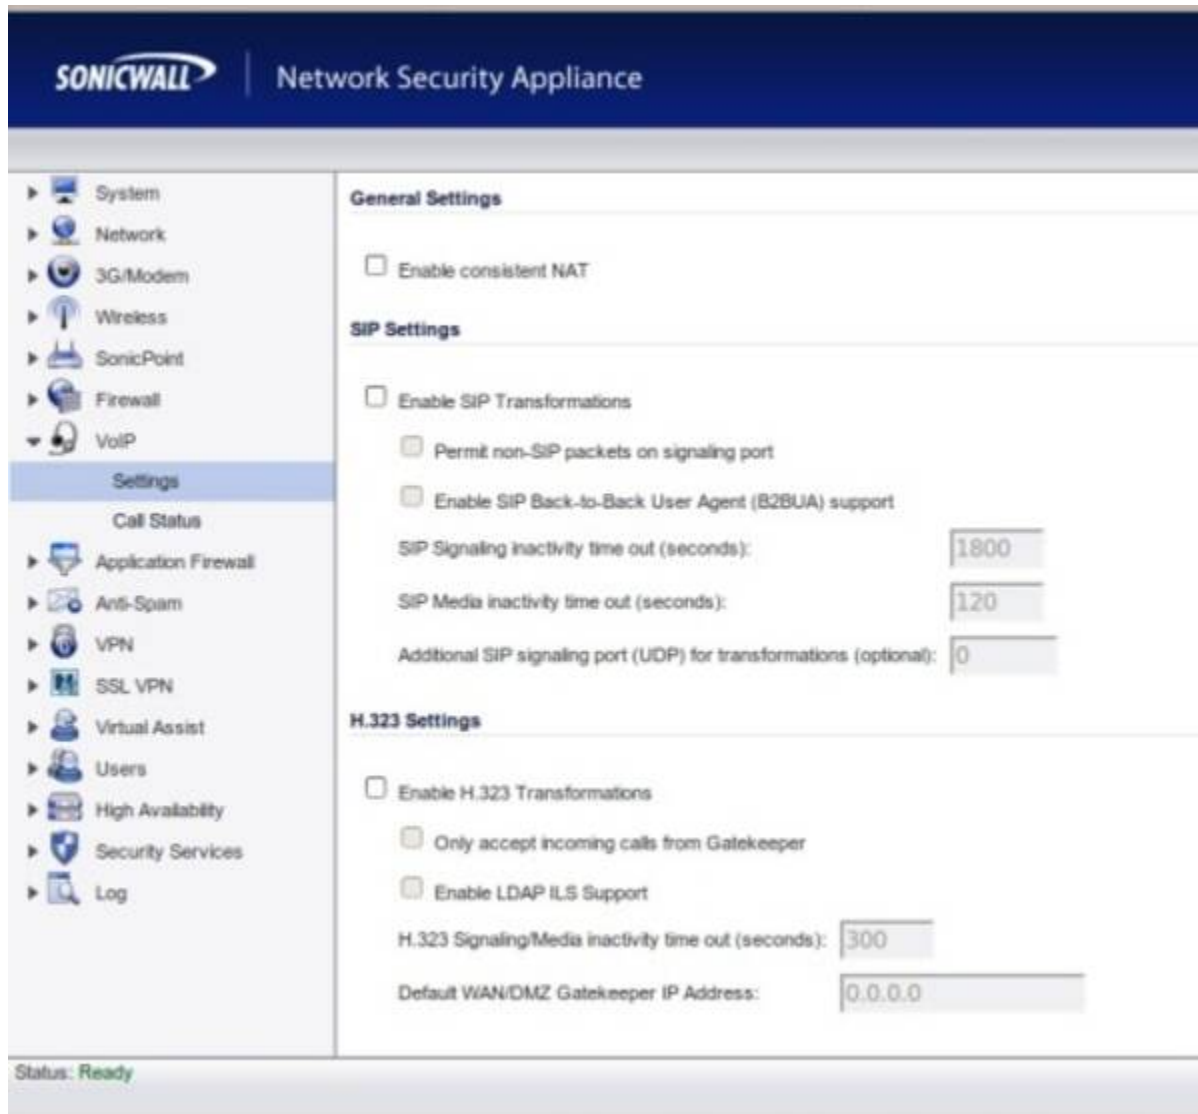 SONICWALL | Network Security Appliance
System
Network
3G/Modem
Wireless
SonicPoint
Firewall
VoIP
Settings
Call Status
Application Firewall
Anti-Spam
VPN
SSL VPN
Virtual Assist
Users
High Availability
Security Services
Log
General Settings
Enable consistent NAT
SIP Settings
Enable SIP Transformations
Permit non-SIP packets on signaling port
Enable SIP Back-to-Back User Agent (B2BUA) support
SIP Signaling inactivity time out (seconds): 1800
SIP Media inactivity time out (seconds): 120
Additional SIP signaling port (UDP) for transformations (optional): 0
H.323 Settings
Enable H.323 Transformations
Only accept incoming calls from Gatekeeper
Enable LDAP ILS Support
H.323 Signaling/Media inactivity time out (seconds): 300
Default WAN/DMZ Gatekeeper IP Address: 0.0.0.0
Status: Ready